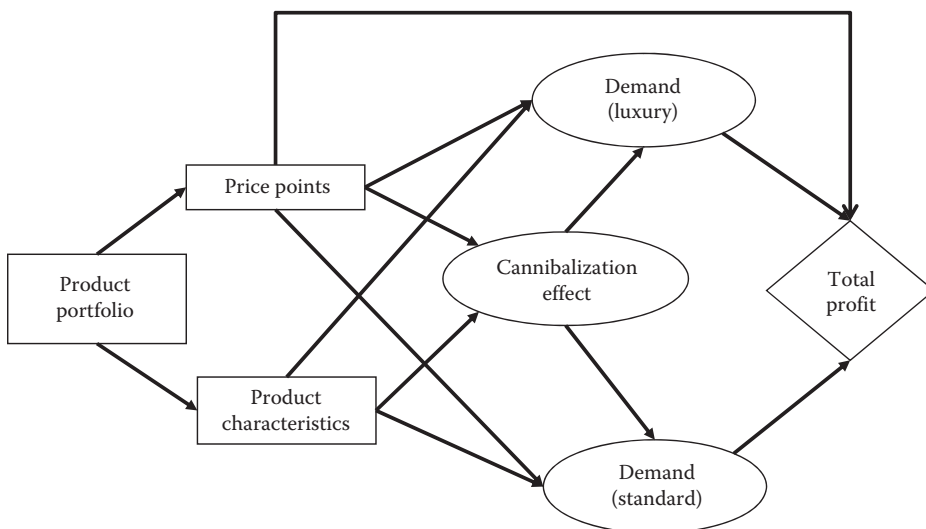 Demand
(luxury)
Price points
Product
portfolio
Cannibalization
effect
Total
profit
Product
characteristics
Demand
(standard)